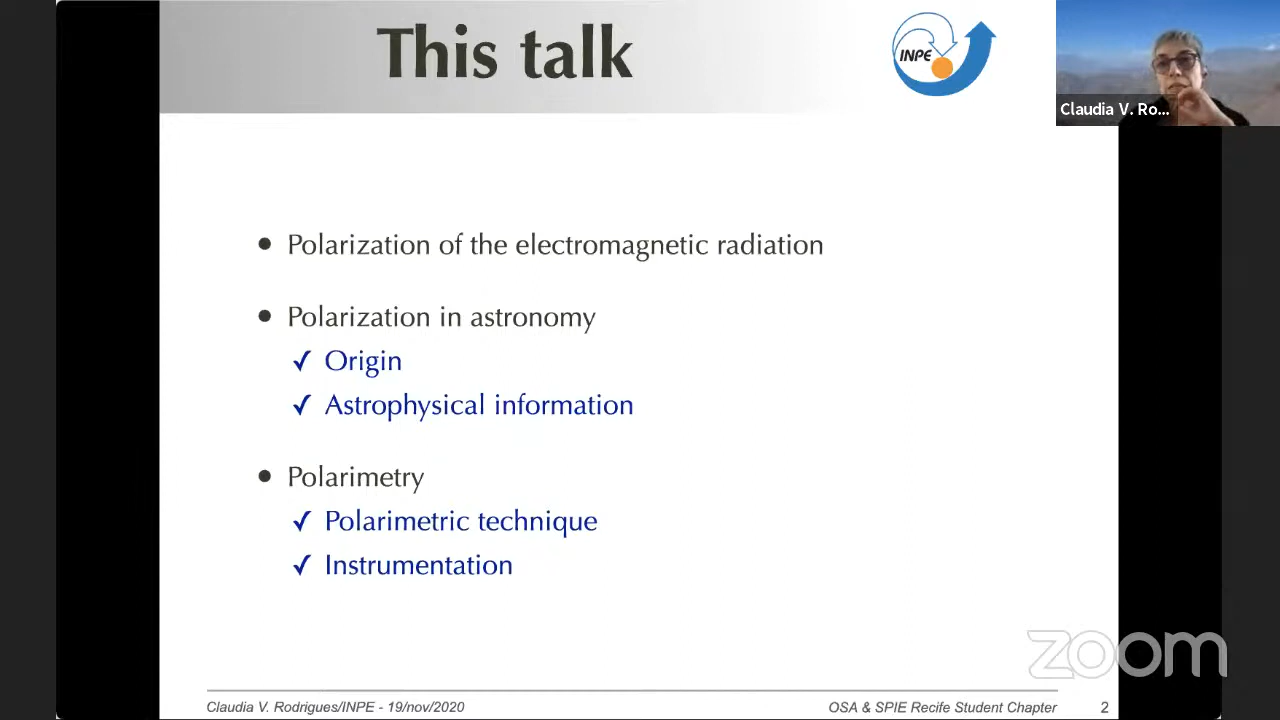 This talk
INPE
Claudia V. Ro...
• Polarization of the electromagnetic radiation
• Polarization in astronomy
✓ Origin
✓ Astrophysical information
• Polarimetry
✓ Polarimetric technique
✓ Instrumentation
zoom
Claudia V. Rodrigues/INPE - 19/nov/2020
OSA & SPIE Recife Student Chapter
2